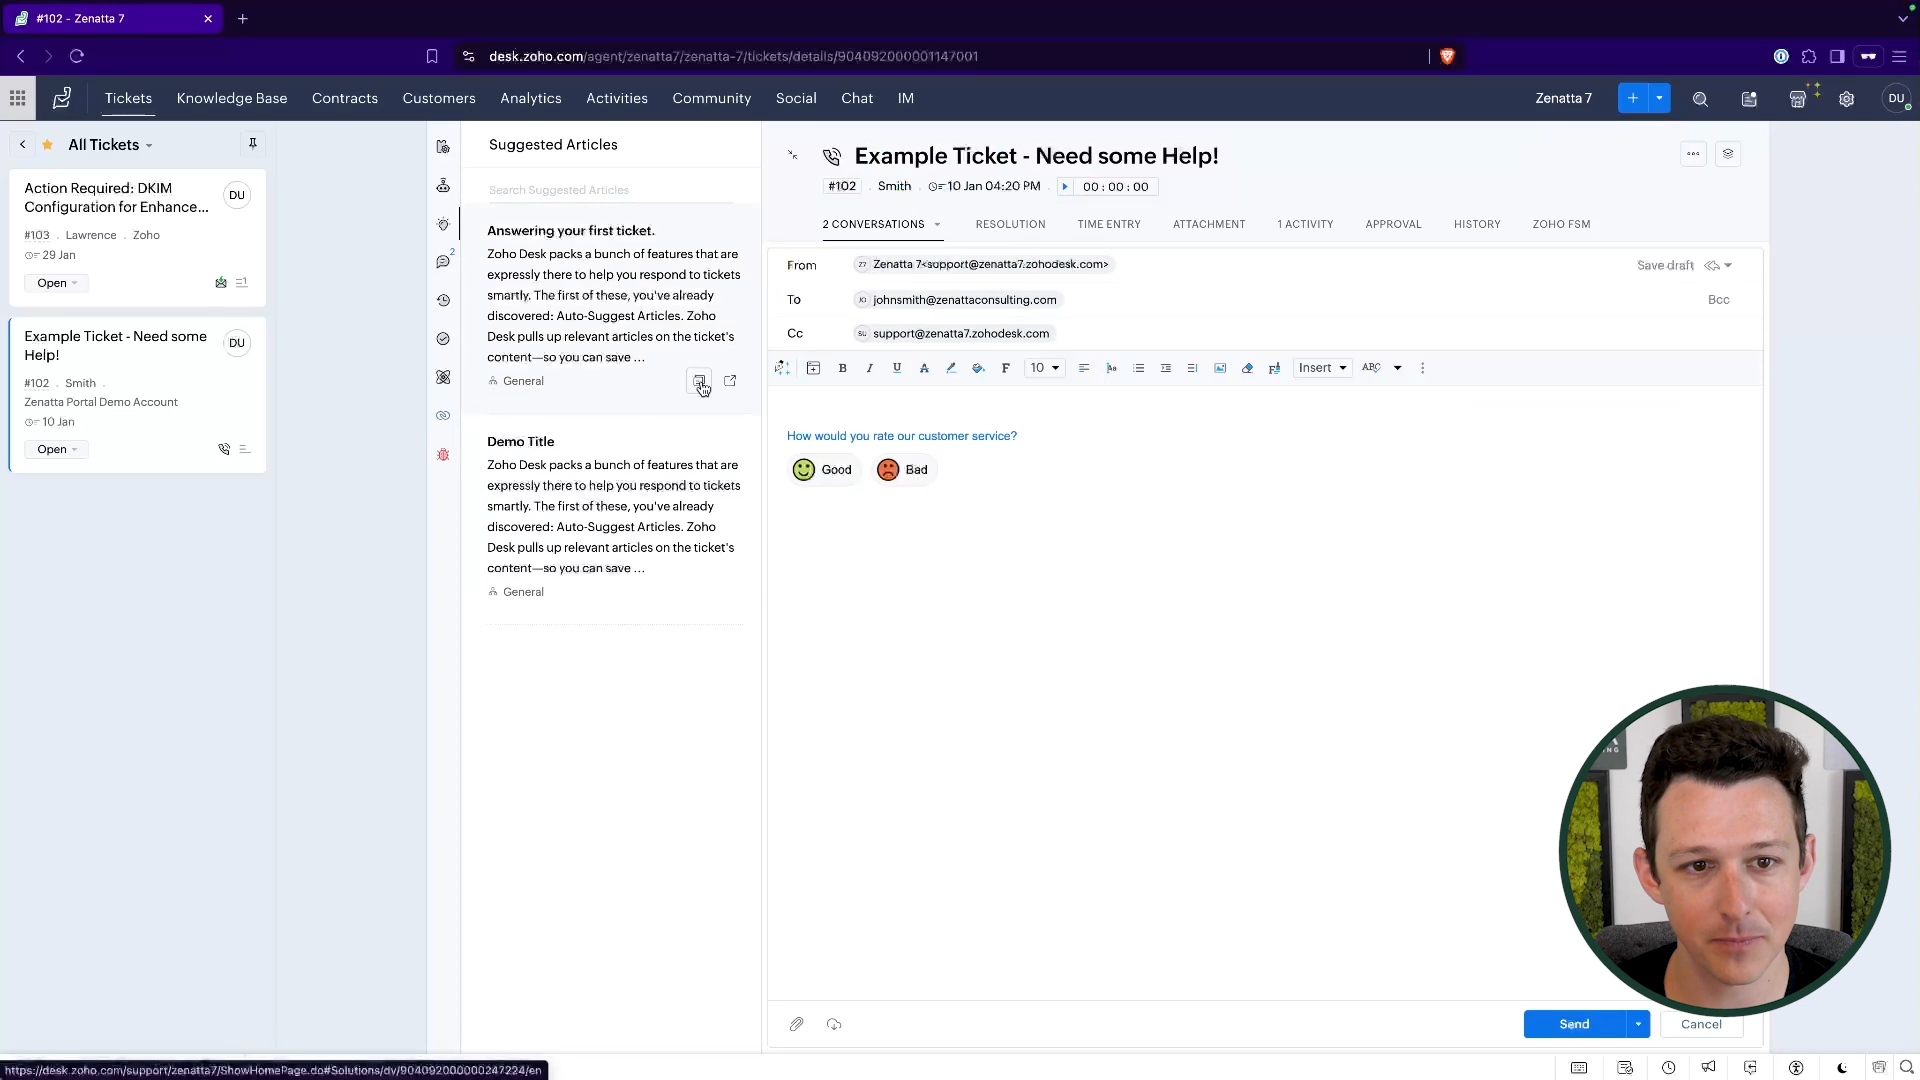 #102 - Zenatta 7
desk.zoho.com/agent/zenatta7/zenatta-7/tickets/details/904092000001147001
Tickets
Knowledge Base
Contracts
Customers
Analytics
Activities
Community
Social
Chat
IM
Zenatta 7
DU
All Tickets
Action Required: DKIM
Configuration for Enhance...
DU
#103 . Lawrence . Zoho
29 Jan
Open
Example Ticket - Need some
Help!
DU
#102 . Smith .
Zenatta Portal Demo Account
10 Jan
Open
2
Suggested Articles
Search Suggested Articles
Answering your first ticket.
Zoho Desk packs a bunch of features that are
expressly there to help you respond to tickets
smartly. The first of these, you've already
discovered: Auto-Suggest Articles. Zoho
Desk pulls up relevant articles on the ticket's
content—so you can save ...
General
Demo Title
Zoho Desk packs a bunch of features that are
expressly there to help you respond to tickets
smartly. The first of these, you've already
discovered: Auto-Suggest Articles. Zoho
Desk pulls up relevant articles on the ticket's
content—so you can save ...
General
Example Ticket - Need some Help!
#102 . Smith . 10 Jan 04:20 PM . 00 : 00 : 00
2 CONVERSATIONS
RESOLUTION
TIME ENTRY
ATTACHMENT
1 ACTIVITY
APPROVAL
HISTORY
ZOHO FSM
From Z7 Zenatta 7<support@zenatta7.zohodesk.com>
Save draft
To JO johnsmith@zenattaconsulting.com
Bcc
Cc SU support@zenatta7.zohodesk.com
B I U A F 10 Insert ABC
How would you rate our customer service?
Good Bad
Send
Cancel
https://desk.zoho.com/support/zenatta7/ShowHomePage.do#Solutions/dv/904092000000247224/en